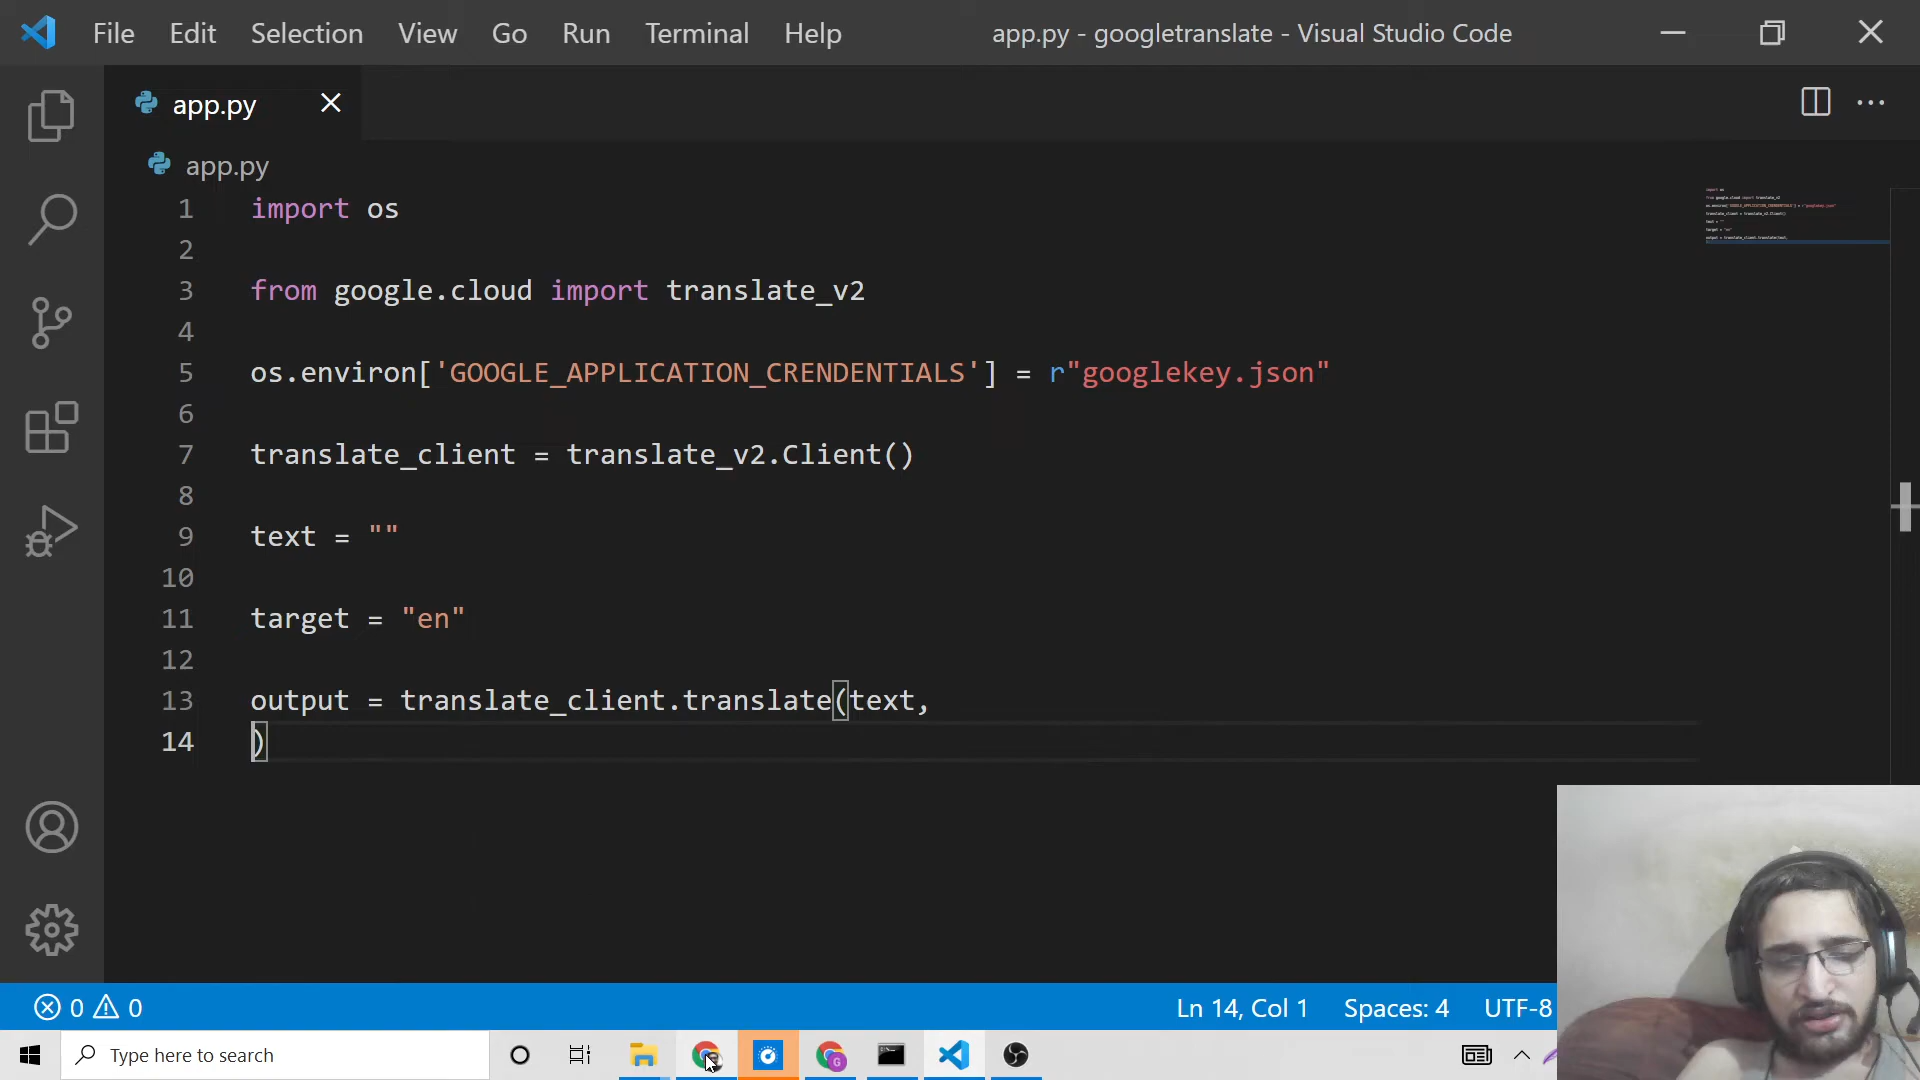 File Edit Selection View Go Run Terminal Help app.py - googletranslate - Visual Studio Code
app.py
app.py
1 import os
2
3 from google.cloud import translate_v2
4
5 os.environ['GOOGLE_APPLICATION_CRENDENTIALS'] = r"googlekey.json"
6
7 translate_client = translate_v2.Client()
8
9 text = ""
10
11 target = "en"
12
13 output = translate_client.translate(text,
14 )
0 0 Ln 14, Col 1 Spaces: 4 UTF-8
Type here to search